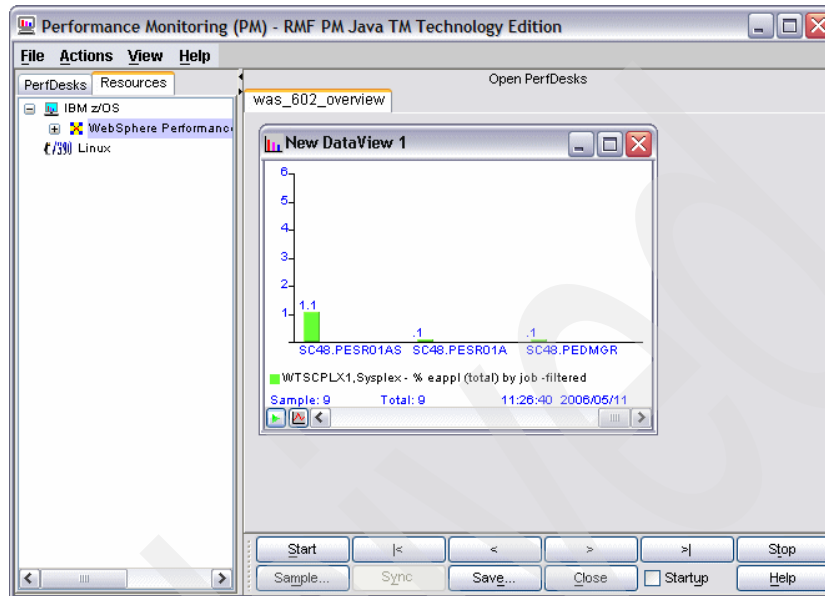 Performance Monitoring (PM) - RMF PM Java TM Technology Edition
File Actions View Help
PerfDesks Resources
Open PerfDesks
was_602_overview
IBM z/OS
WebSphere Performanc
Linux
New DataView 1
6
5
4
3
2
1
1.1
.1
.1
SC48.PESR01AS SC48.PESR01A SC48.PEDMGR
WTSCPLX1,Sysplex - % eappl (total) by job -filtered
Sample: 9 Total: 9 11:26:40 2006/05/11
Start |< < > >| Stop
Sample... Sync Save... Close Startup Help